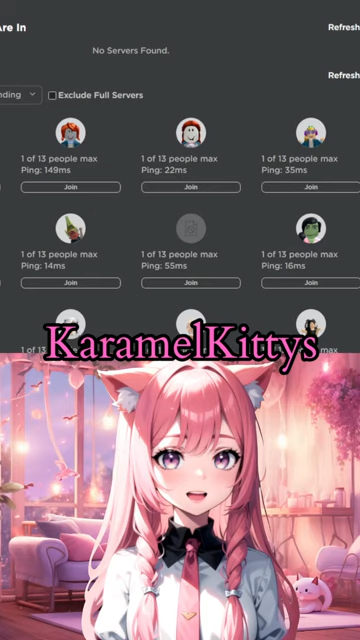 Are In
Refresh
No Servers Found.
Refresh
nding
Exclude Full Servers
1 of 13 people max
Ping: 149ms
Join
1 of 13 people max
Ping: 22ms
Join
1 of 13 people max
Ping: 35ms
Join
1 of 13 people max
Ping: 14ms
Join
1 of 13 people max
Ping: 55ms
Join
1 of 13 people max
Ping: 16ms
Join
KaramelKittys